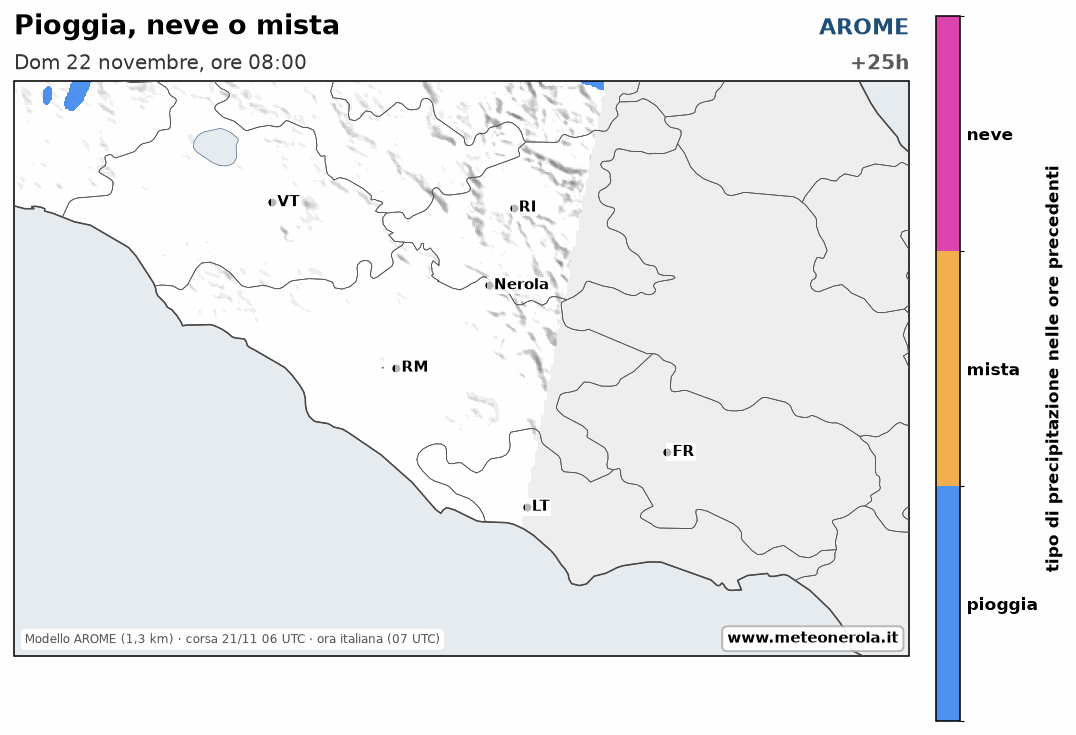 Pioggia, neve o mista
AROME
Dom 22 novembre, ore 08:00
+25h
neve
VT
RI
Nerola
RM
mista
FR
LT
pioggia
tipo di precipitazione nelle ore precedenti
Modello AROME (1,3 km) · corsa 21/11 06 UTC · ora italiana (07 UTC)
www.meteonerola.it